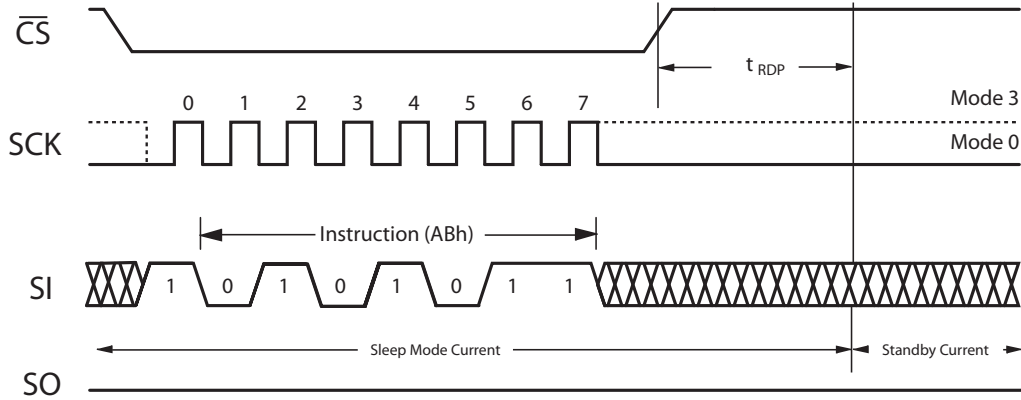 CS
t RDP
0 1 2 3 4 5 6 7
Mode 3
SCK
Mode 0
Instruction (ABh)
SI
1 0 1 0 1 0 1 1
Sleep Mode Current
Standby Current
SO